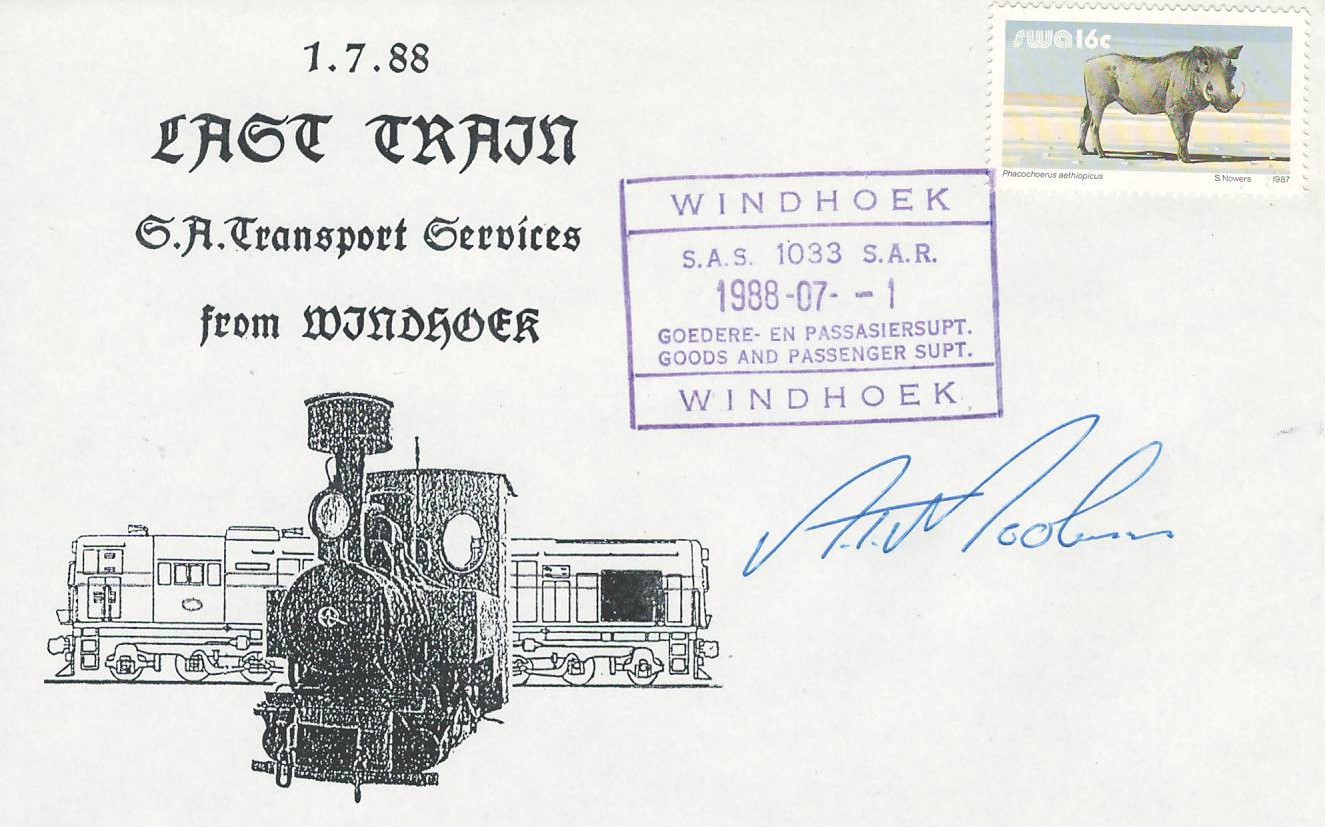 1.7.88
LAST TRAIN
S.A.Transport Services
from WINDHOEK
swa 16c
Phacochoerus aethiopicus S.Nowers 1987
WINDHOEK
S.A.S. 1033 S.A.R.
1988-07- -1
GOEDERE- EN PASSASIERSUPT.
GOODS AND PASSENGER SUPT.
WINDHOEK